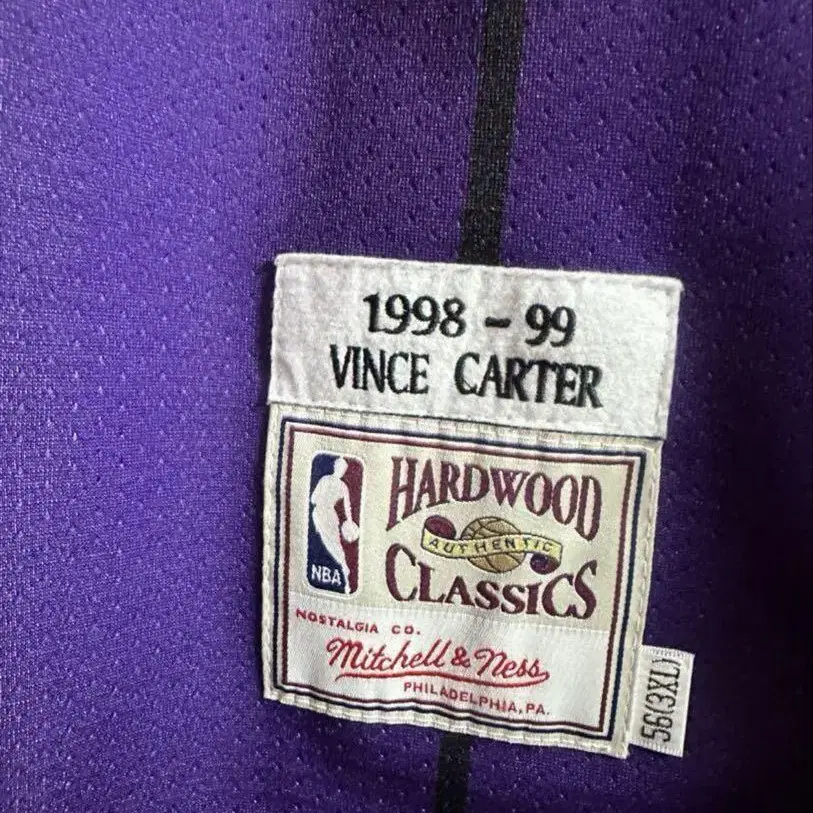 1998 - 99
VINCE CARTER
HARDWOOD
AUTHENTIC
CLASSICS
NBA
NOSTALGIA CO.
Mitchell & Ness
PHILADELPHIA, PA.
56(3XL)